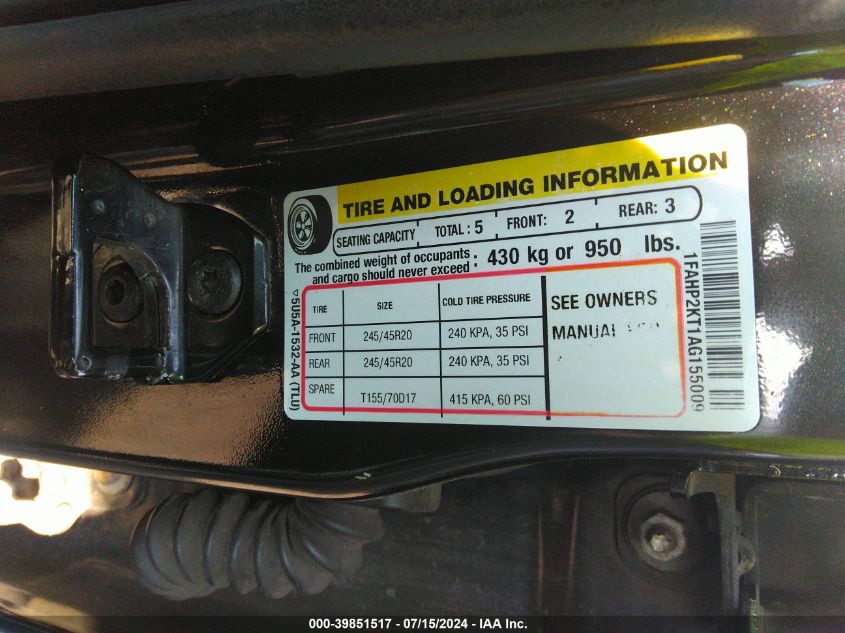 TIRE AND LOADING INFORMATION
SEATING CAPACITY TOTAL : 5 FRONT: 2 REAR: 3
The combined weight of occupants and cargo should never exceed : 430 kg or 950 lbs.
TIRE SIZE COLD TIRE PRESSURE
FRONT 245/45R20 240 KPA, 35 PSI
REAR 245/45R20 240 KPA, 35 PSI
SPARE T155/70D17 415 KPA, 60 PSI
SEE OWNERS
MANUAL
5U5A-1532-AA (TLU)
1FAHP2KT1AG155009
000-39851517 - 07/15/2024 - IAA Inc.